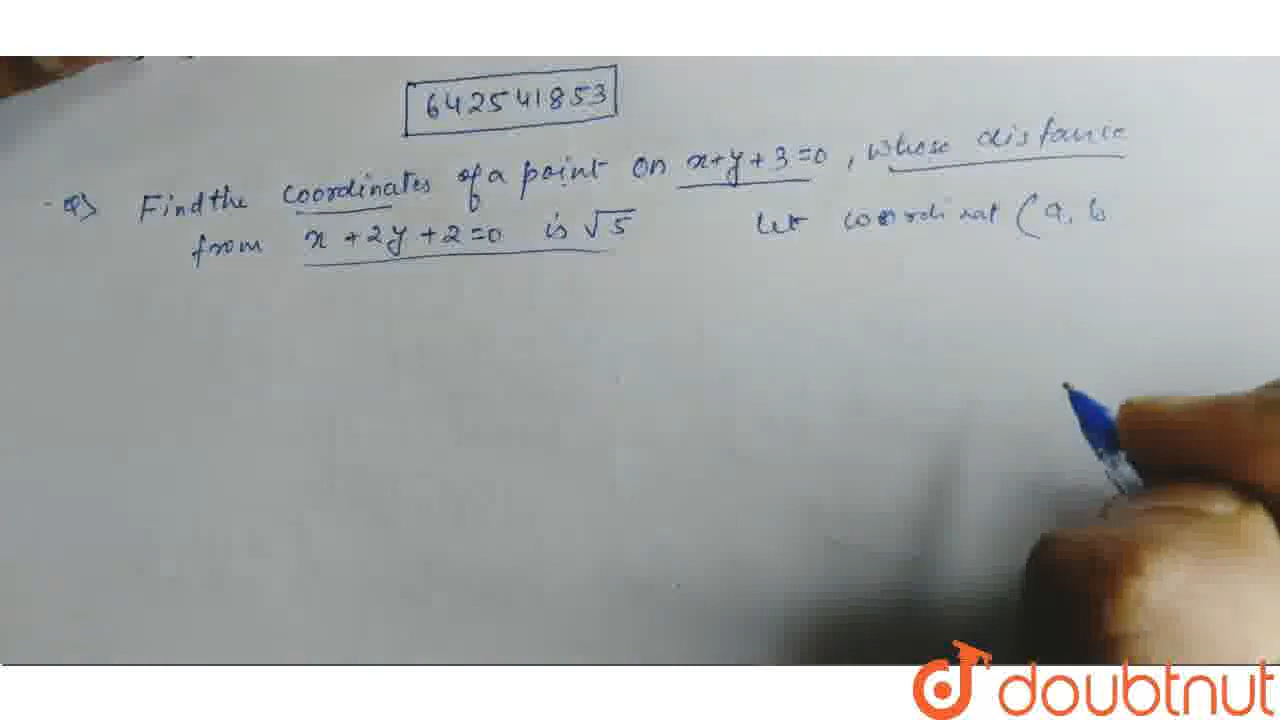 642541853
Q> Find the coordinates of a point on x+y+3=0, whose distance
from x+2y+2=0 is √5 let coordinat (a, b
doubtnut